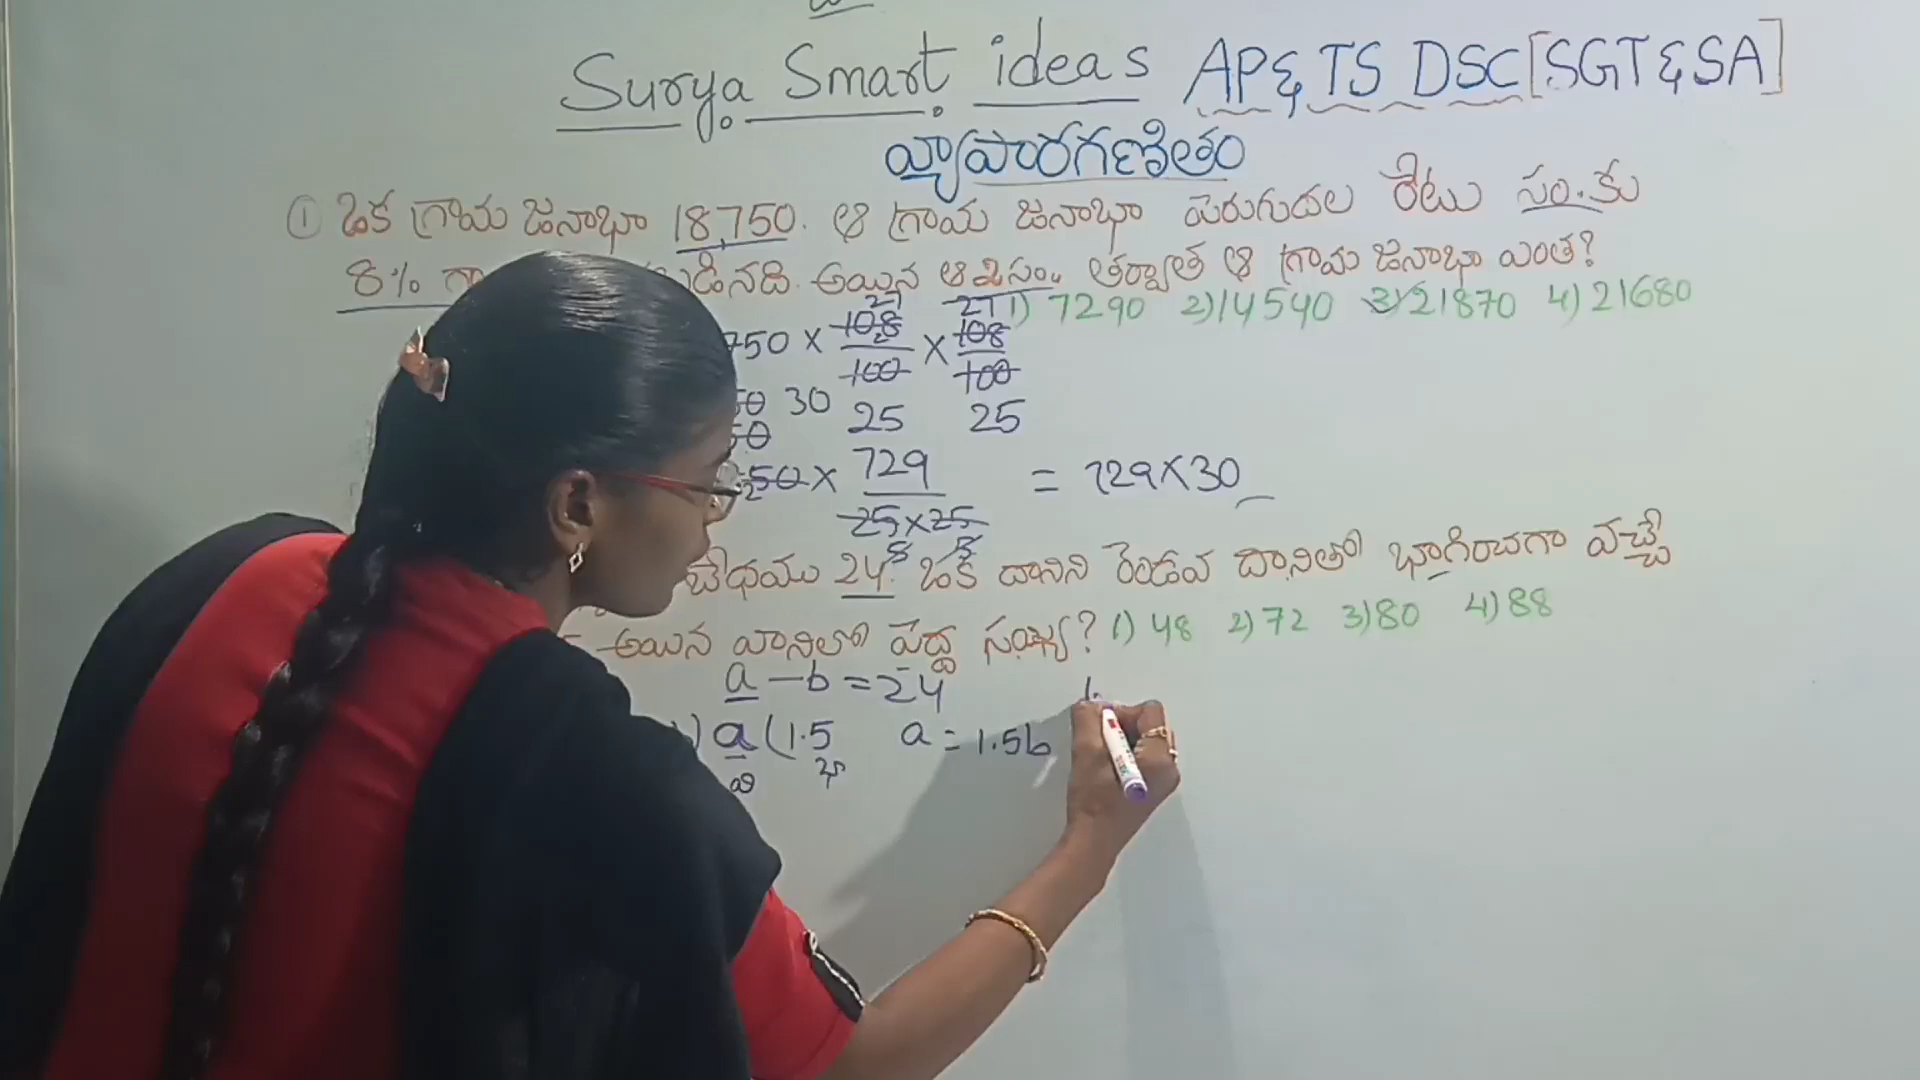 Surya Smart ideas AP & TS DSC [SGT & SA]
వ్యాపారగణితం
① ఒక గ్రామ జనాభా 18,750. ఆ గ్రామ జనాభా పెరుగుదల రేటు సం.కు
8% గా డినది. అయిన ఆ 2సం. తర్వాత ఆ గ్రామ జనాభా ఎంత?
1) 7290 2) 14540 3) 21870 4) 21680
27 27
750 × 108/100 × 108/100
30 25 25
50 × 729/25×25 = 729×30
24. ఒక దానిని రెండవ దానితో భాగించగా వచ్చే
అయిన వానిలో పెద్ద సంఖ్య? 1) 48 2) 72 3) 80 4) 88
a – b = 24
) a ( 1.5 a = 1.5b
వి భా